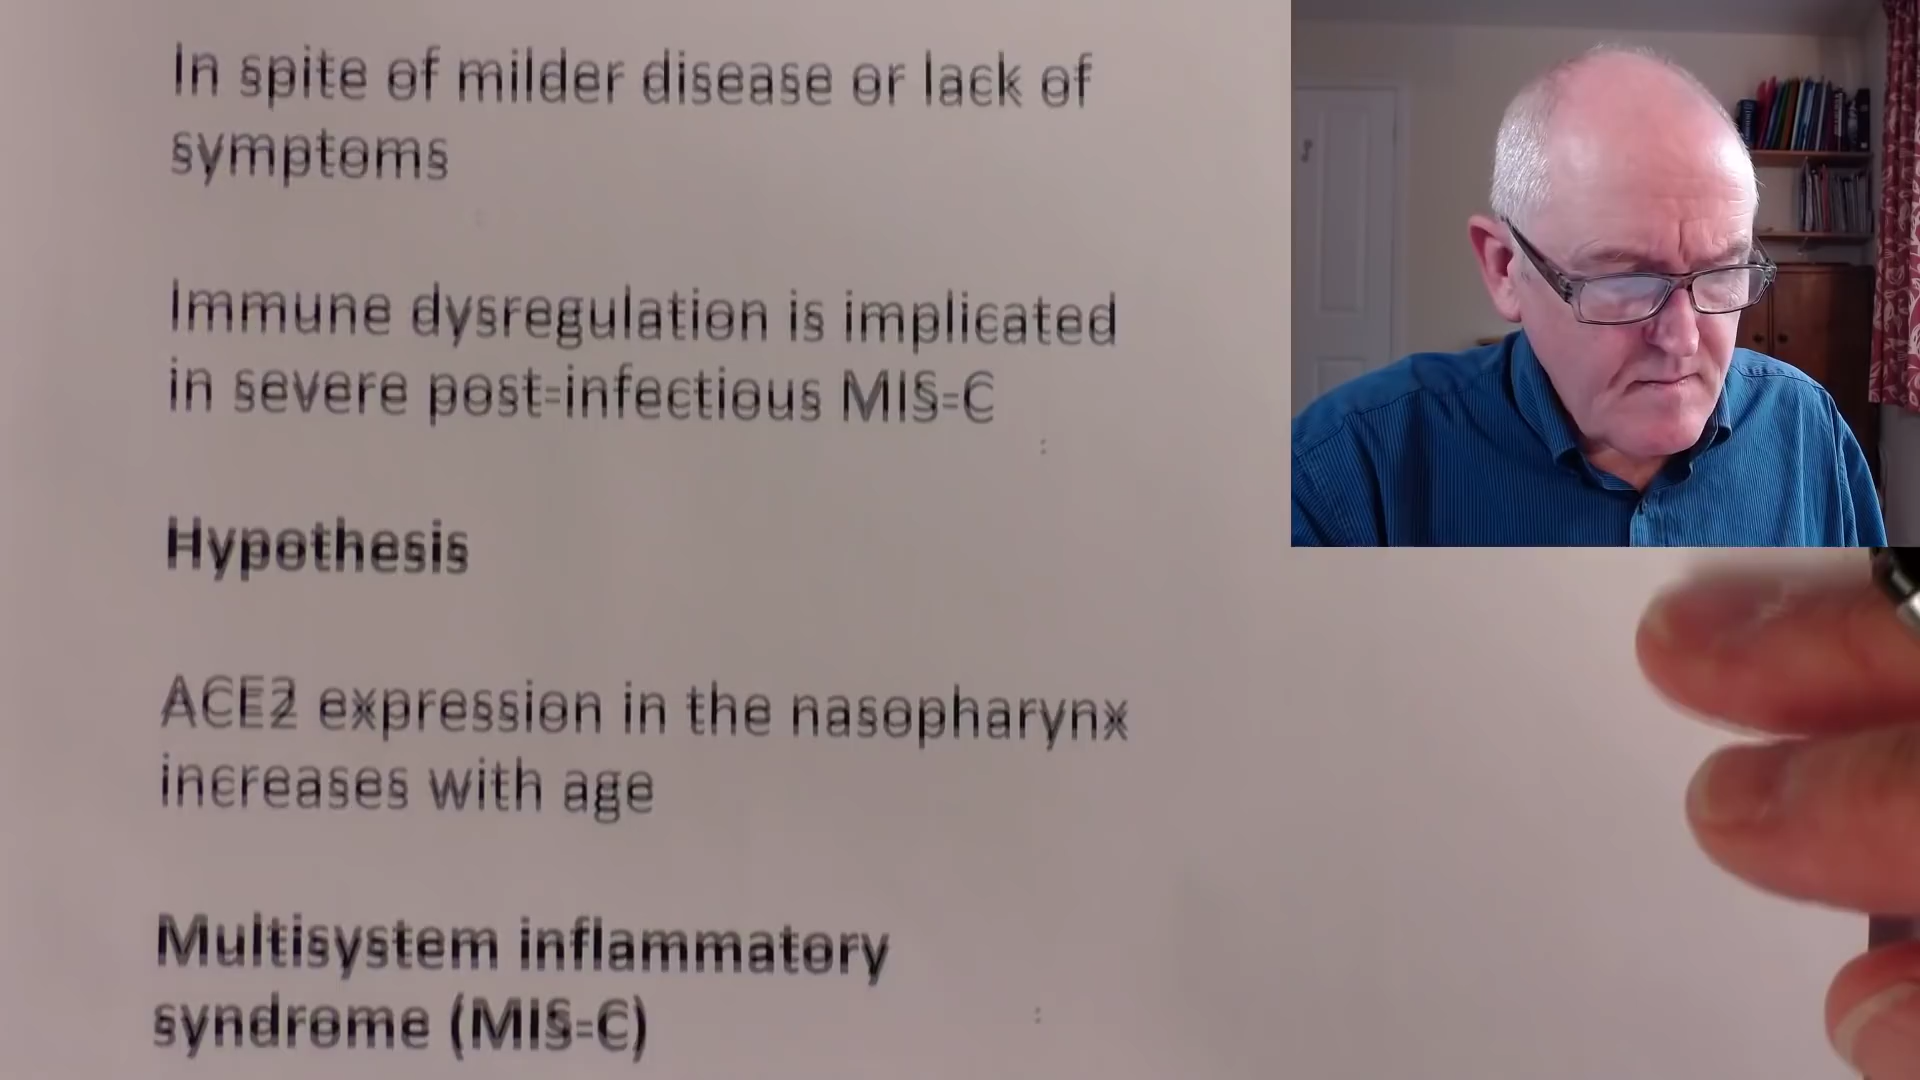 In spite of milder disease or lack of
symptoms
Immune dysregulation is implicated
in severe post-infectious MIS-C
Hypothesis
ACE2 expression in the nasopharynx
increases with age
Multisystem inflammatory
syndrome (MIS-C)